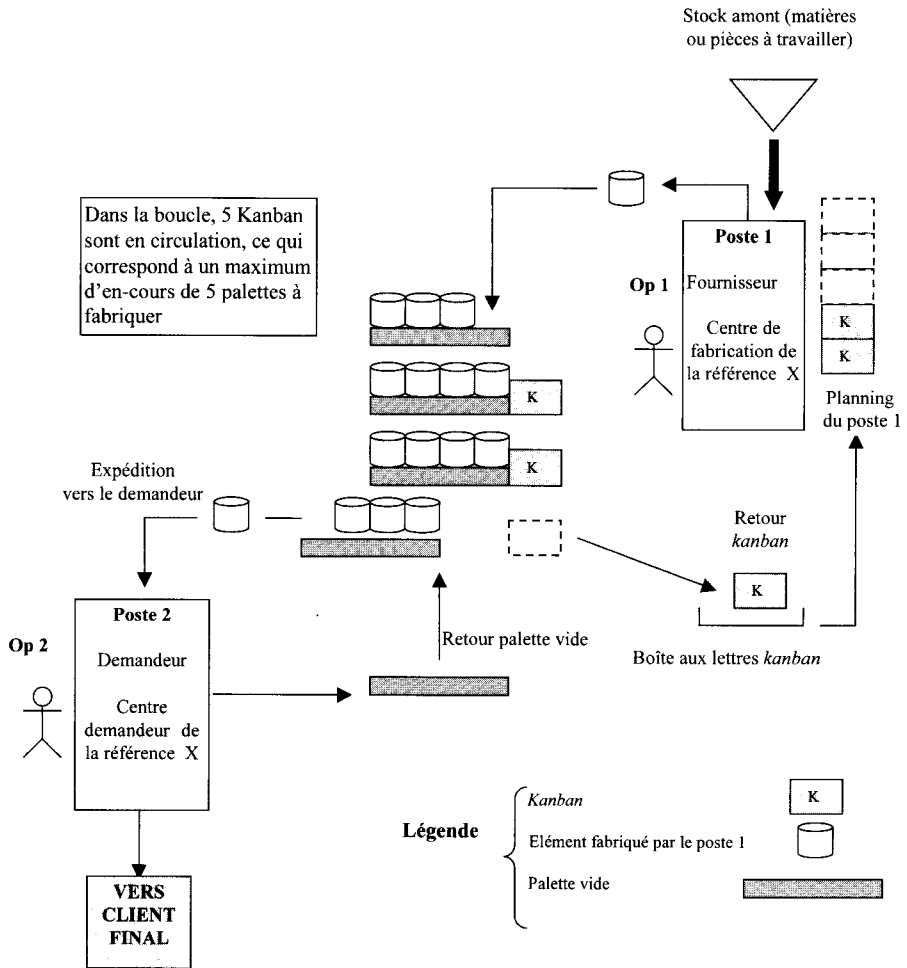 Stock amont (matières
ou pièces à travailler)
Dans la boucle, 5 Kanban
sont en circulation, ce qui
correspond à un maximum
d'en-cours de 5 palettes à
fabriquer
Poste 1
Op 1
Fournisseur
Centre de
fabrication de
la référence X
K
K
Planning
du poste 1
K
K
Expédition
vers le demandeur
Retour
kanban
K
Boîte aux lettres kanban
Retour palette vide
Poste 2
Op 2
Demandeur
Centre
demandeur de
la référence X
VERS
CLIENT
FINAL
Légende
Kanban
K
Elément fabriqué par le poste 1
Palette vide